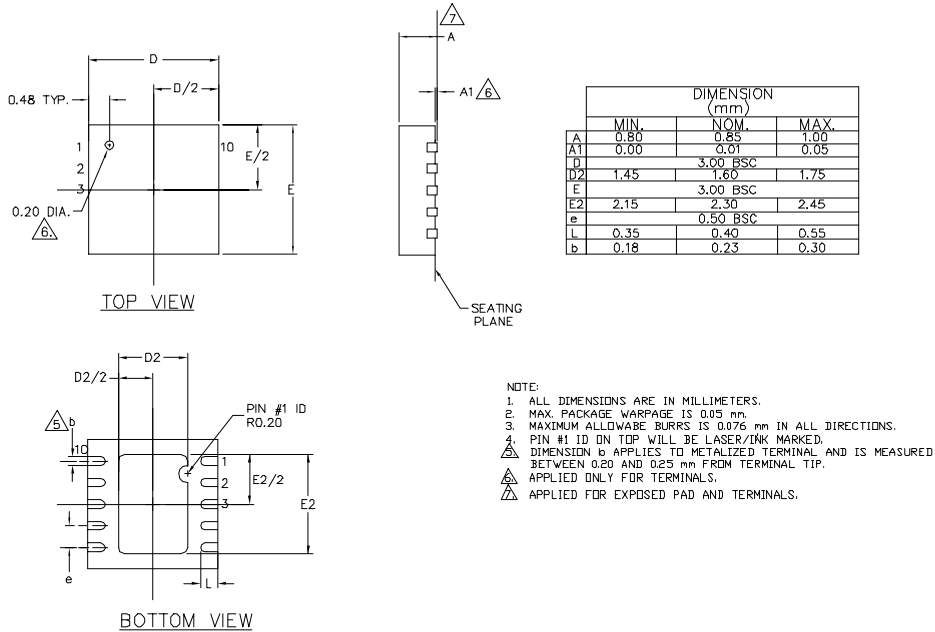 7
A
D
D/2
0.48 TYP.
A1 6
1
10
2
3
E/2
E
0.20 DIA.
6.
TOP VIEW
SEATING
PLANE
DIMENSION
(mm)
MIN. NOM. MAX.
A 0.80 0.85 1.00
A1 0.00 0.01 0.05
D 3.00 BSC
D2 1.45 1.60 1.75
E 3.00 BSC
E2 2.15 2.30 2.45
e 0.50 BSC
L 0.35 0.40 0.55
b 0.18 0.23 0.30
D2
D2/2
PIN #1 ID
R0.20
5 b
10
1
2
3
E2/2
E2
e
L
BOTTOM VIEW
NOTE:
1. ALL DIMENSIONS ARE IN MILLIMETERS.
2. MAX. PACKAGE WARPAGE IS 0.05 mm.
3. MAXIMUM ALLOWABE BURRS IS 0.076 mm IN ALL DIRECTIONS.
4. PIN #1 ID ON TOP WILL BE LASER/INK MARKED.
5. DIMENSION b APPLIES TO METALIZED TERMINAL AND IS MEASURED
BETWEEN 0.20 AND 0.25 mm FROM TERMINAL TIP.
6. APPLIED ONLY FOR TERMINALS.
7. APPLIED FOR EXPOSED PAD AND TERMINALS.